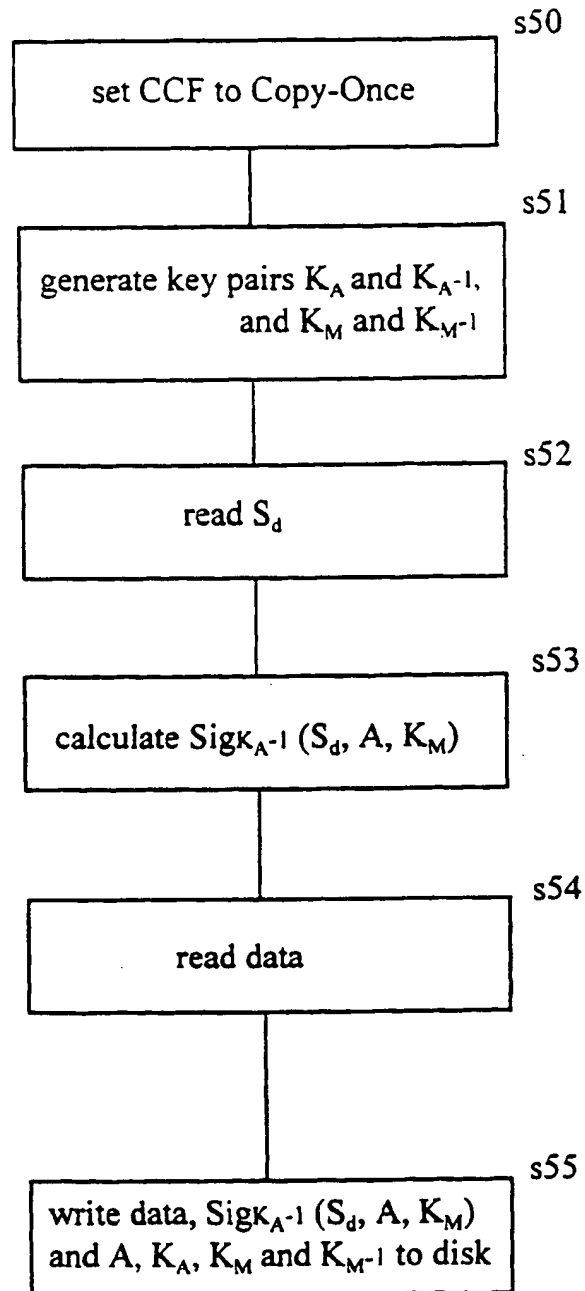 s50
set CCF to Copy-Once
s51
generate key pairs K_A and K_A-1,
and K_M and K_M-1
s52
read S_d
s53
calculate SigK_A-1 (S_d, A, K_M)
s54
read data
s55
write data, SigK_A-1 (S_d, A, K_M)
and A, K_A, K_M and K_M-1 to disk